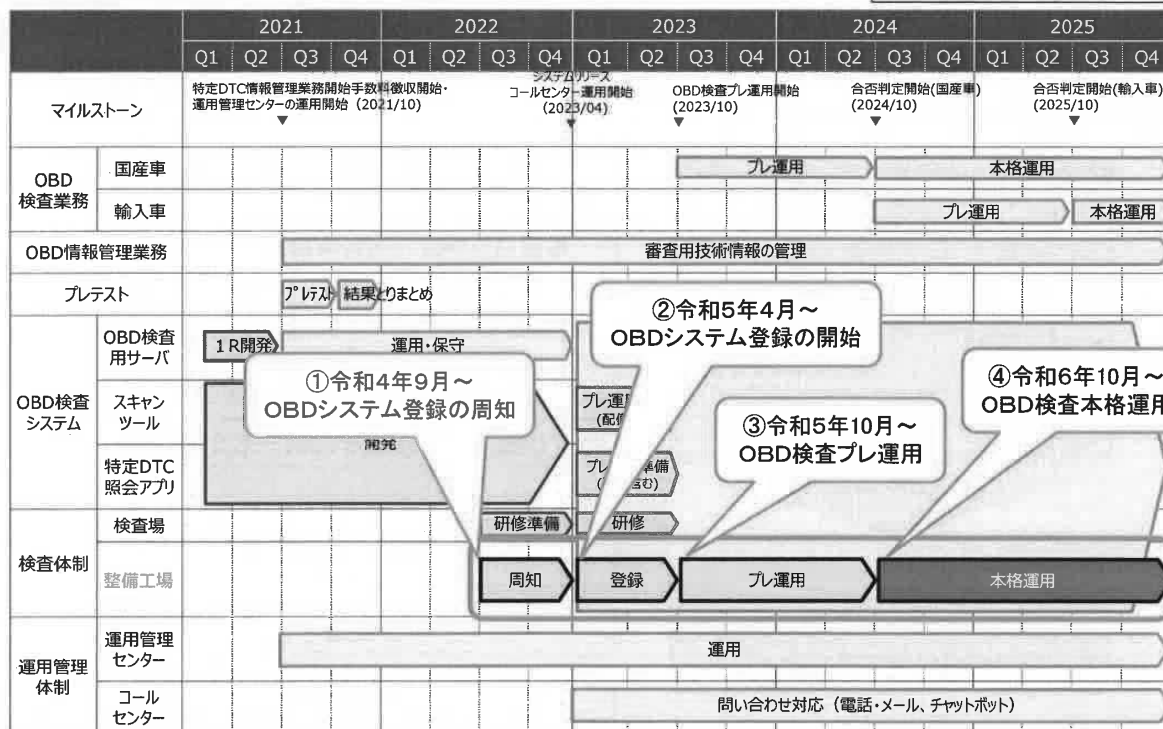 2021 2022 2023 2024 2025
Q1 Q2 Q3 Q4 Q1 Q2 Q3 Q4 Q1 Q2 Q3 Q4 Q1 Q2 Q3 Q4 Q1 Q2 Q3 Q4
マイルストーン
特定DTC情報管理業務開始手数料徴収開始・
運用管理センターの運用開始 (2021/10)
システムリリース
コールセンター運用開始
(2023/04)
OBD検査プレ運用開始
(2023/10)
合否判定開始(国産車)
(2024/10)
合否判定開始(輸入車)
(2025/10)
OBD
検査業務
国産車
プレ運用
本格運用
輸入車
プレ運用
本格運用
OBD情報管理業務
審査用技術情報の管理
プレテスト
プレテスト
結果とりまとめ
OBD検査
システム
OBD検査
用サーバ
1R開発
運用・保守
スキャン
ツール
開発
プレ運
(配
特定DTC
照会アプリ
プレ
準備
含む)
①令和4年9月～
OBDシステム登録の周知
②令和5年4月～
OBDシステム登録の開始
③令和5年10月～
OBD検査プレ運用
④令和6年10月～
OBD検査本格運用
検査体制
検査場
研修準備
研修
整備工場
周知
登録
プレ運用
本格運用
運用管理
体制
運用管理
センター
運用
コール
センター
問い合わせ対応（電話・メール、チャットボット）